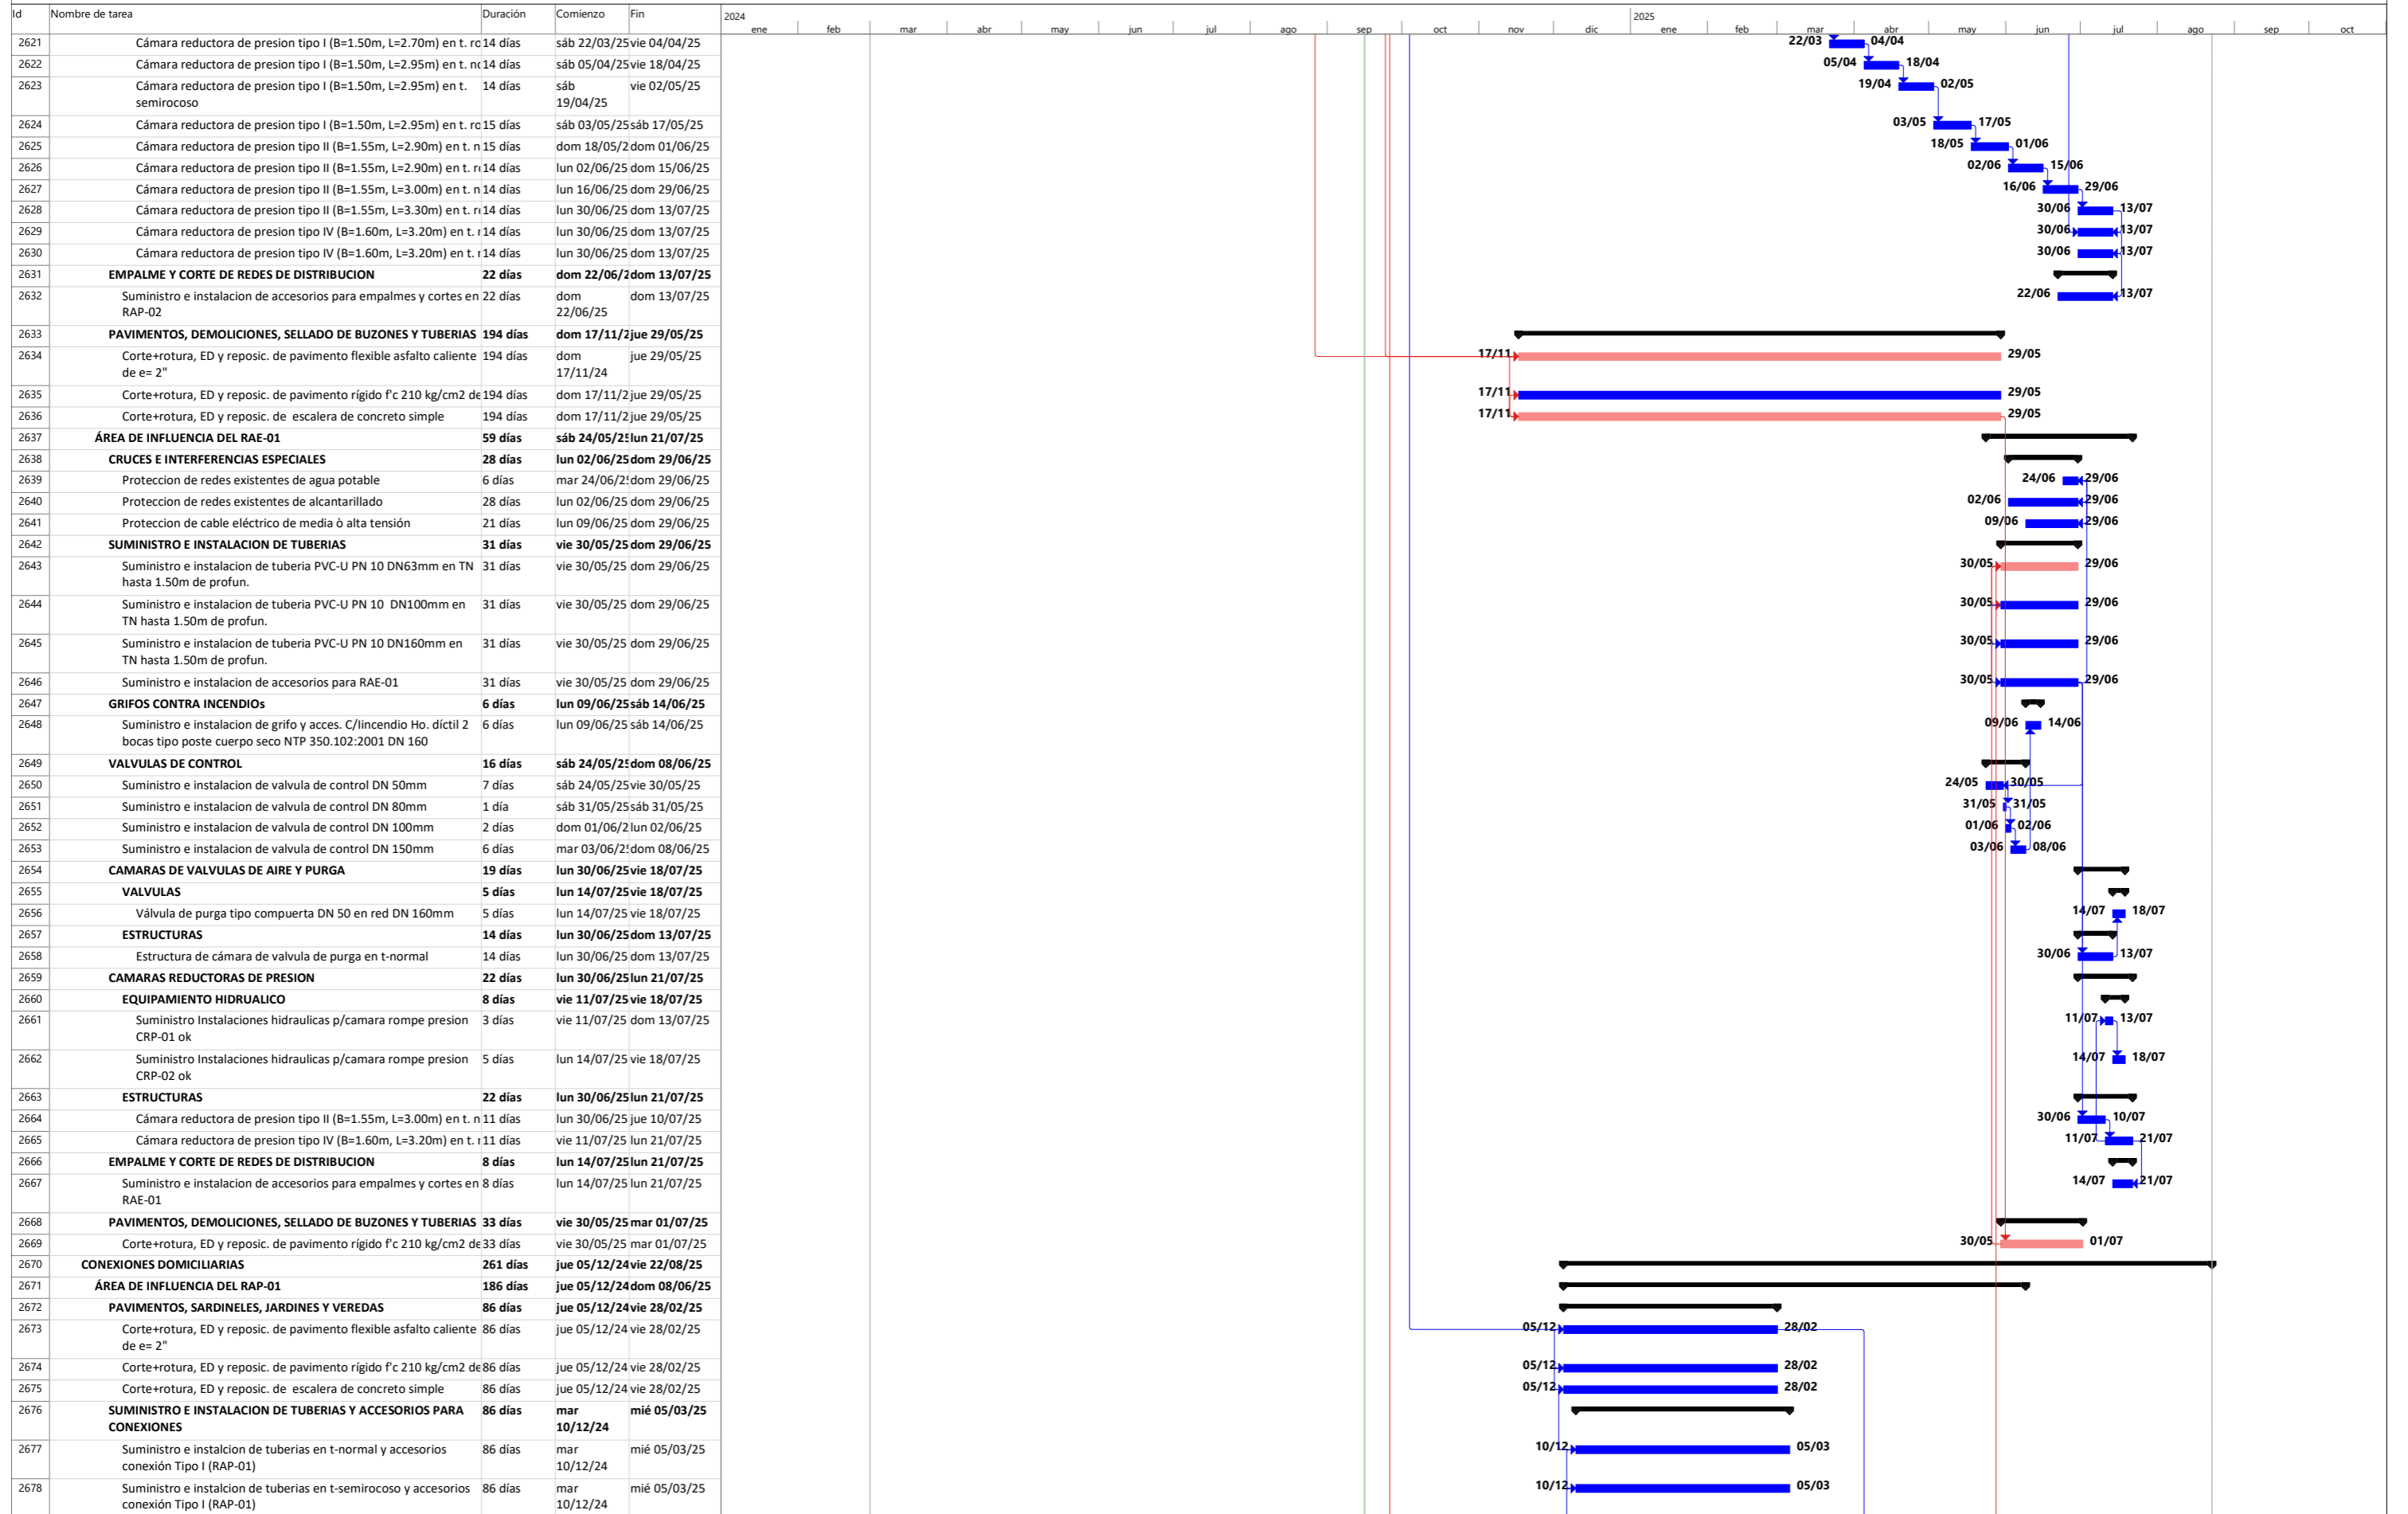 Id Nombre de tarea Duración Comienzo Fin 2024 2025
ene feb mar abr may jun jul ago sep oct nov dic ene feb mar abr may jun jul ago sep oct
2621 Cámara reductora de presion tipo I (B=1.50m, L=2.70m) en t. ro 14 días sáb 22/03/25 vie 04/04/25 22/03 04/04
2622 Cámara reductora de presion tipo I (B=1.50m, L=2.95m) en t. no 14 días sáb 05/04/25 vie 18/04/25 05/04 18/04
2623 Cámara reductora de presion tipo I (B=1.50m, L=2.95m) en t. 14 días sáb vie 02/05/25 19/04 02/05
semirocoso 19/04/25
2624 Cámara reductora de presion tipo I (B=1.50m, L=2.95m) en t. ro 15 días sáb 03/05/25 sáb 17/05/25 03/05 17/05
2625 Cámara reductora de presion tipo II (B=1.55m, L=2.90m) en t. n 15 días dom 18/05/2 dom 01/06/25 18/05 01/06
2626 Cámara reductora de presion tipo II (B=1.55m, L=2.90m) en t. r 14 días lun 02/06/25 dom 15/06/25 02/06 15/06
2627 Cámara reductora de presion tipo II (B=1.55m, L=3.00m) en t. n 14 días lun 16/06/25 dom 29/06/25 16/06 29/06
2628 Cámara reductora de presion tipo II (B=1.55m, L=3.30m) en t. r 14 días lun 30/06/25 dom 13/07/25 30/06 13/07
2629 Cámara reductora de presion tipo IV (B=1.60m, L=3.20m) en t. r 14 días lun 30/06/25 dom 13/07/25 30/06 13/07
2630 Cámara reductora de presion tipo IV (B=1.60m, L=3.20m) en t. r 14 días lun 30/06/25 dom 13/07/25 30/06 13/07
2631 EMPALME Y CORTE DE REDES DE DISTRIBUCION 22 días dom 22/06/2 dom 13/07/25
2632 Suministro e instalacion de accesorios para empalmes y cortes en 22 días dom dom 13/07/25 22/06 13/07
RAP-02 22/06/25
2633 PAVIMENTOS, DEMOLICIONES, SELLADO DE BUZONES Y TUBERIAS 194 días dom 17/11/2 jue 29/05/25
2634 Corte+rotura, ED y reposic. de pavimento flexible asfalto caliente 194 días dom jue 29/05/25 17/11 29/05
de e= 2" 17/11/24
2635 Corte+rotura, ED y reposic. de pavimento rígido f'c 210 kg/cm2 de 194 días dom 17/11/2 jue 29/05/25 17/11 29/05
2636 Corte+rotura, ED y reposic. de  escalera de concreto simple 194 días dom 17/11/2 jue 29/05/25 17/11 29/05
2637 ÁREA DE INFLUENCIA DEL RAE-01 59 días sáb 24/05/25 lun 21/07/25
2638 CRUCES E INTERFERENCIAS ESPECIALES 28 días lun 02/06/25 dom 29/06/25
2639 Proteccion de redes existentes de agua potable 6 días mar 24/06/25 dom 29/06/25 24/06 29/06
2640 Proteccion de redes existentes de alcantarillado 28 días lun 02/06/25 dom 29/06/25 02/06 29/06
2641 Proteccion de cable eléctrico de media ò alta tensión 21 días lun 09/06/25 dom 29/06/25 09/06 29/06
2642 SUMINISTRO E INSTALACION DE TUBERIAS 31 días vie 30/05/25 dom 29/06/25
2643 Suministro e instalacion de tuberia PVC-U PN 10 DN63mm en TN 31 días vie 30/05/25 dom 29/06/25 30/05 29/06
hasta 1.50m de profun.
2644 Suministro e instalacion de tuberia PVC-U PN 10  DN100mm en 31 días vie 30/05/25 dom 29/06/25 30/05 29/06
TN hasta 1.50m de profun.
2645 Suministro e instalacion de tuberia PVC-U PN 10 DN160mm en 31 días vie 30/05/25 dom 29/06/25 30/05 29/06
TN hasta 1.50m de profun.
2646 Suministro e instalacion de accesorios para RAE-01 31 días vie 30/05/25 dom 29/06/25 30/05 29/06
2647 GRIFOS CONTRA INCENDIOs 6 días lun 09/06/25 sáb 14/06/25
2648 Suministro e instalacion de grifo y acces. C/Iincendio Ho. díctil 2 6 días lun 09/06/25 sáb 14/06/25 09/06 14/06
bocas tipo poste cuerpo seco NTP 350.102:2001 DN 160
2649 VALVULAS DE CONTROL 16 días sáb 24/05/25 dom 08/06/25
2650 Suministro e instalacion de valvula de control DN 50mm 7 días sáb 24/05/25 vie 30/05/25 24/05 30/05
2651 Suministro e instalacion de valvula de control DN 80mm 1 día sáb 31/05/25 sáb 31/05/25 31/05 31/05
2652 Suministro e instalacion de valvula de control DN 100mm 2 días dom 01/06/2 lun 02/06/25 01/06 02/06
2653 Suministro e instalacion de valvula de control DN 150mm 6 días mar 03/06/25 dom 08/06/25 03/06 08/06
2654 CAMARAS DE VALVULAS DE AIRE Y PURGA 19 días lun 30/06/25 vie 18/07/25
2655 VALVULAS 5 días lun 14/07/25 vie 18/07/25
2656 Válvula de purga tipo compuerta DN 50 en red DN 160mm 5 días lun 14/07/25 vie 18/07/25 14/07 18/07
2657 ESTRUCTURAS 14 días lun 30/06/25 dom 13/07/25
2658 Estructura de cámara de valvula de purga en t-normal 14 días lun 30/06/25 dom 13/07/25 30/06 13/07
2659 CAMARAS REDUCTORAS DE PRESION 22 días lun 30/06/25 lun 21/07/25
2660 EQUIPAMIENTO HIDRUALICO 8 días vie 11/07/25 vie 18/07/25
2661 Suministro Instalaciones hidraulicas p/camara rompe presion 3 días vie 11/07/25 dom 13/07/25 11/07 13/07
CRP-01 ok
2662 Suministro Instalaciones hidraulicas p/camara rompe presion 5 días lun 14/07/25 vie 18/07/25 14/07 18/07
CRP-02 ok
2663 ESTRUCTURAS 22 días lun 30/06/25 lun 21/07/25
2664 Cámara reductora de presion tipo II (B=1.55m, L=3.00m) en t. n 11 días lun 30/06/25 jue 10/07/25 30/06 10/07
2665 Cámara reductora de presion tipo IV (B=1.60m, L=3.20m) en t. r 11 días vie 11/07/25 lun 21/07/25 11/07 21/07
2666 EMPALME Y CORTE DE REDES DE DISTRIBUCION 8 días lun 14/07/25 lun 21/07/25
2667 Suministro e instalacion de accesorios para empalmes y cortes en 8 días lun 14/07/25 lun 21/07/25 14/07 21/07
RAE-01
2668 PAVIMENTOS, DEMOLICIONES, SELLADO DE BUZONES Y TUBERIAS 33 días vie 30/05/25 mar 01/07/25
2669 Corte+rotura, ED y reposic. de pavimento rígido f'c 210 kg/cm2 de 33 días vie 30/05/25 mar 01/07/25 30/05 01/07
2670 CONEXIONES DOMICILIARIAS 261 días jue 05/12/24 vie 22/08/25
2671 ÁREA DE INFLUENCIA DEL RAP-01 186 días jue 05/12/24 dom 08/06/25
2672 PAVIMENTOS, SARDINELES, JARDINES Y VEREDAS 86 días jue 05/12/24 vie 28/02/25
2673 Corte+rotura, ED y reposic. de pavimento flexible asfalto caliente 86 días jue 05/12/24 vie 28/02/25 05/12 28/02
de e= 2"
2674 Corte+rotura, ED y reposic. de pavimento rígido f'c 210 kg/cm2 de 86 días jue 05/12/24 vie 28/02/25 05/12 28/02
2675 Corte+rotura, ED y reposic. de  escalera de concreto simple 86 días jue 05/12/24 vie 28/02/25 05/12 28/02
2676 SUMINISTRO E INSTALACION DE TUBERIAS Y ACCESORIOS PARA 86 días mar mié 05/03/25
CONEXIONES 10/12/24
2677 Suministro e instalcion de tuberias en t-normal y accesorios 86 días mar mié 05/03/25 10/12 05/03
conexión Tipo I (RAP-01) 10/12/24
2678 Suministro e instalcion de tuberias en t-semirocoso y accesorios 86 días mar mié 05/03/25 10/12 05/03
conexión Tipo I (RAP-01) 10/12/24